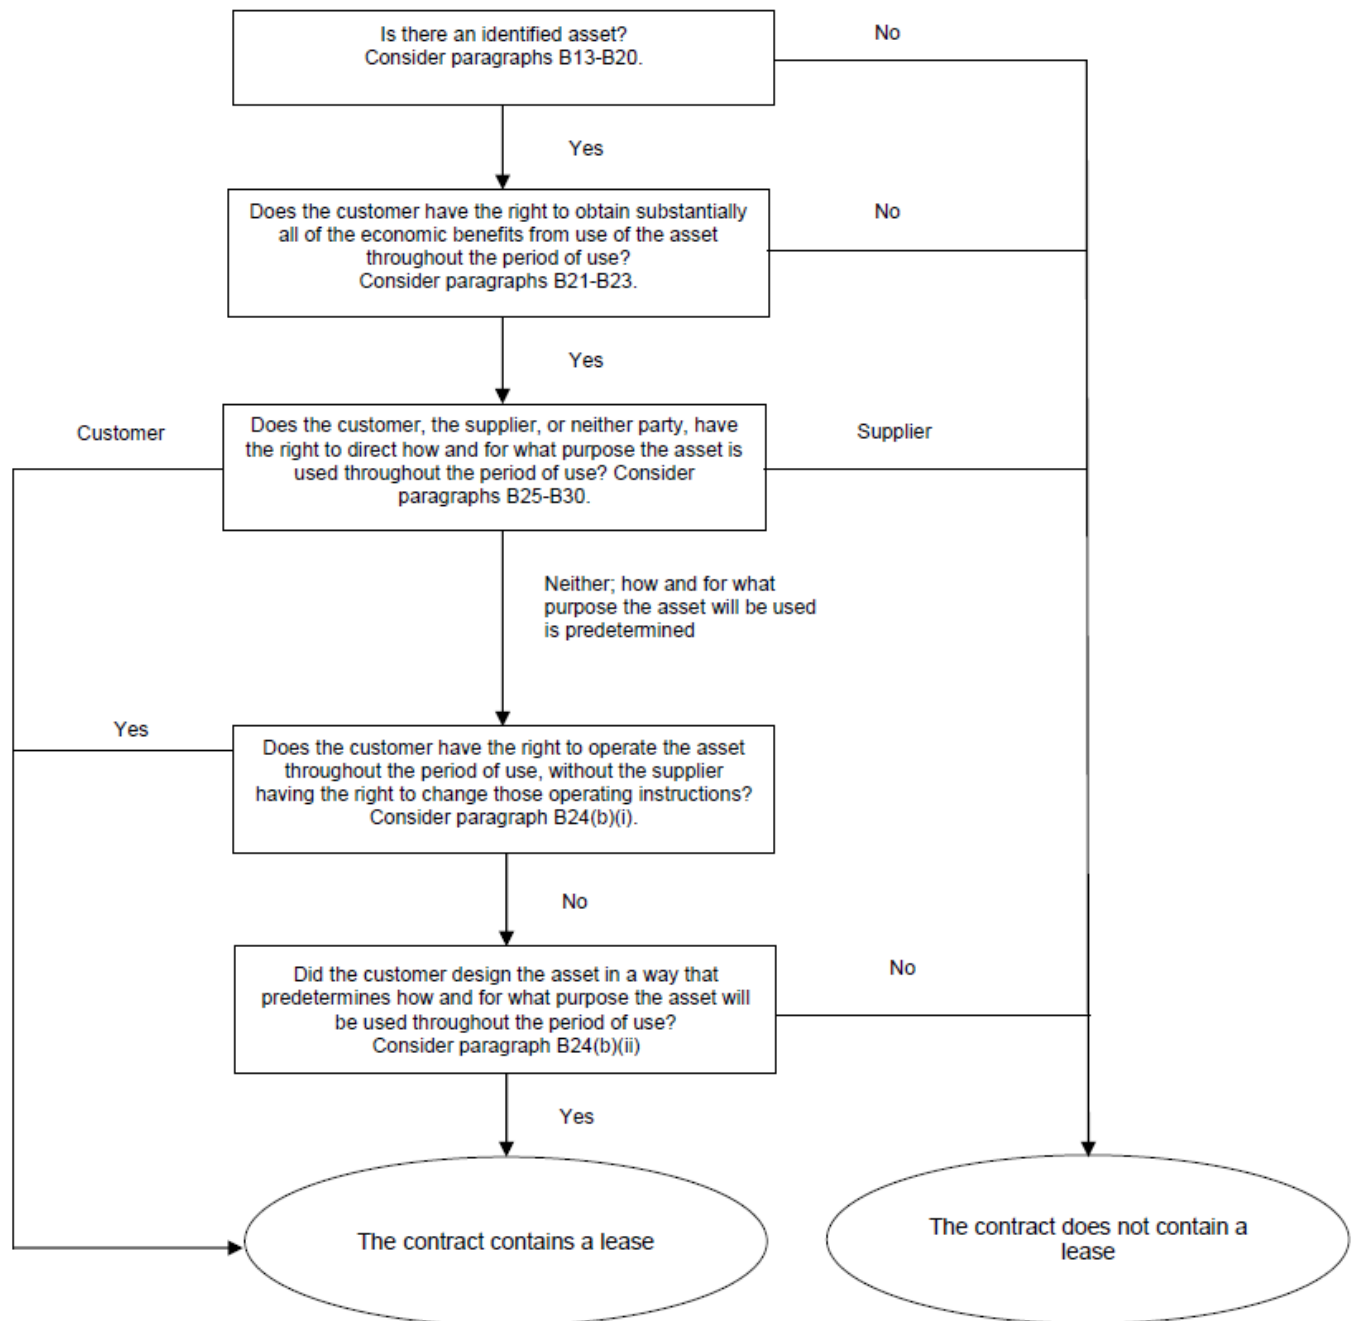 Is there an identified asset?
Consider paragraphs B13-B20.
No
Yes
Does the customer have the right to obtain substantially
all of the economic benefits from use of the asset
throughout the period of use?
Consider paragraphs B21-B23.
No
Yes
Customer
Does the customer, the supplier, or neither party, have
the right to direct how and for what purpose the asset is
used throughout the period of use? Consider
paragraphs B25-B30.
Supplier
Neither; how and for what
purpose the asset will be used
is predetermined
Yes
Does the customer have the right to operate the asset
throughout the period of use, without the supplier
having the right to change those operating instructions?
Consider paragraph B24(b)(i).
No
Did the customer design the asset in a way that
predetermines how and for what purpose the asset will
be used throughout the period of use?
Consider paragraph B24(b)(ii)
No
Yes
The contract contains a lease
The contract does not contain a
lease